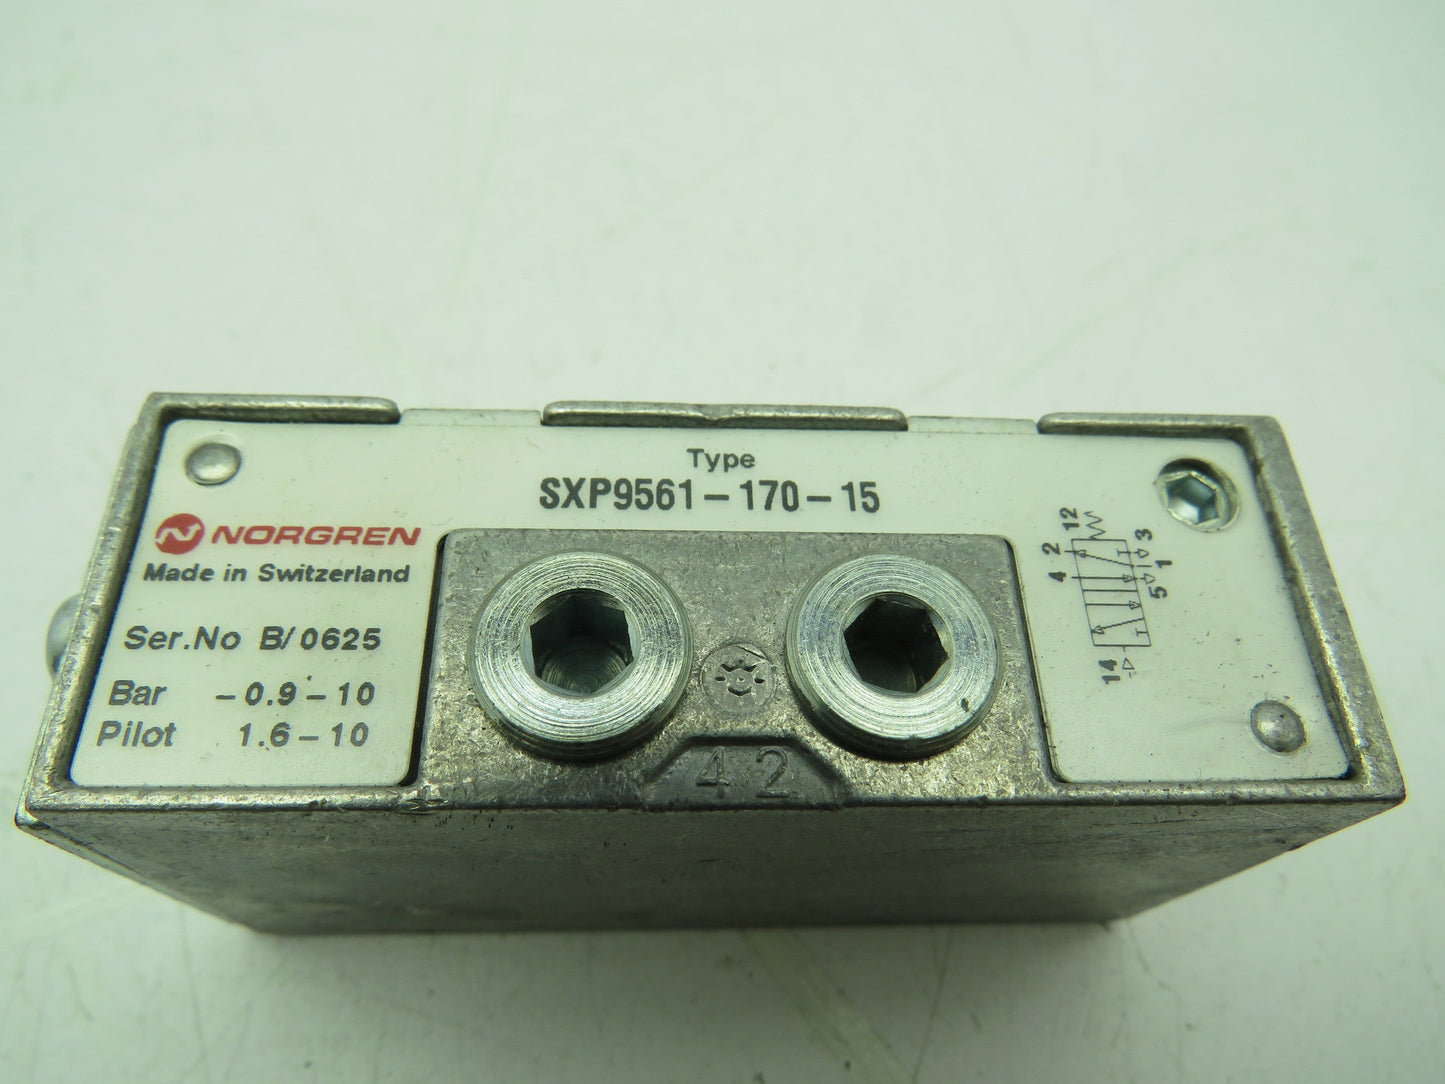 Type
SXP9561-170-15
NORGREN
Made in Switzerland
Ser.No B/0625
Bar -0.9-10
Pilot 1.6-10
4 2
12
2 3
4 1
5
14